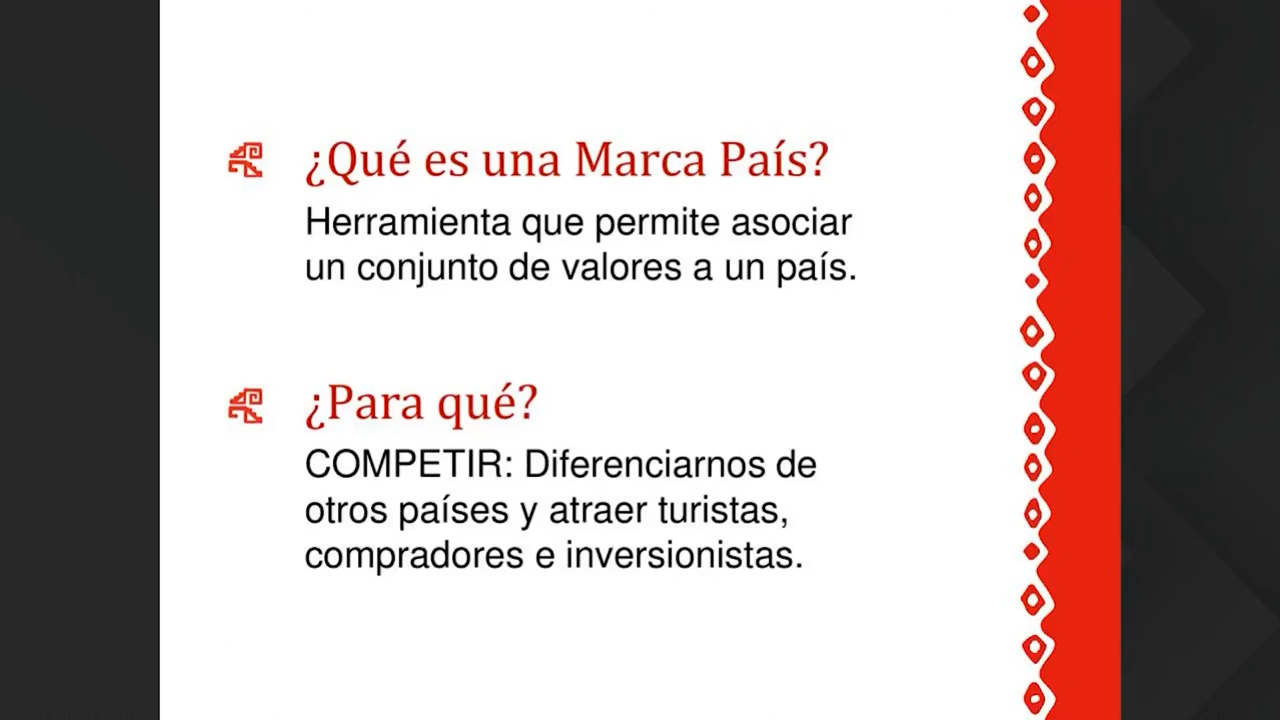 ¿Qué es una Marca País?
Herramienta que permite asociar
un conjunto de valores a un país.
¿Para qué?
COMPETIR: Diferenciarnos de
otros países y atraer turistas,
compradores e inversionistas.